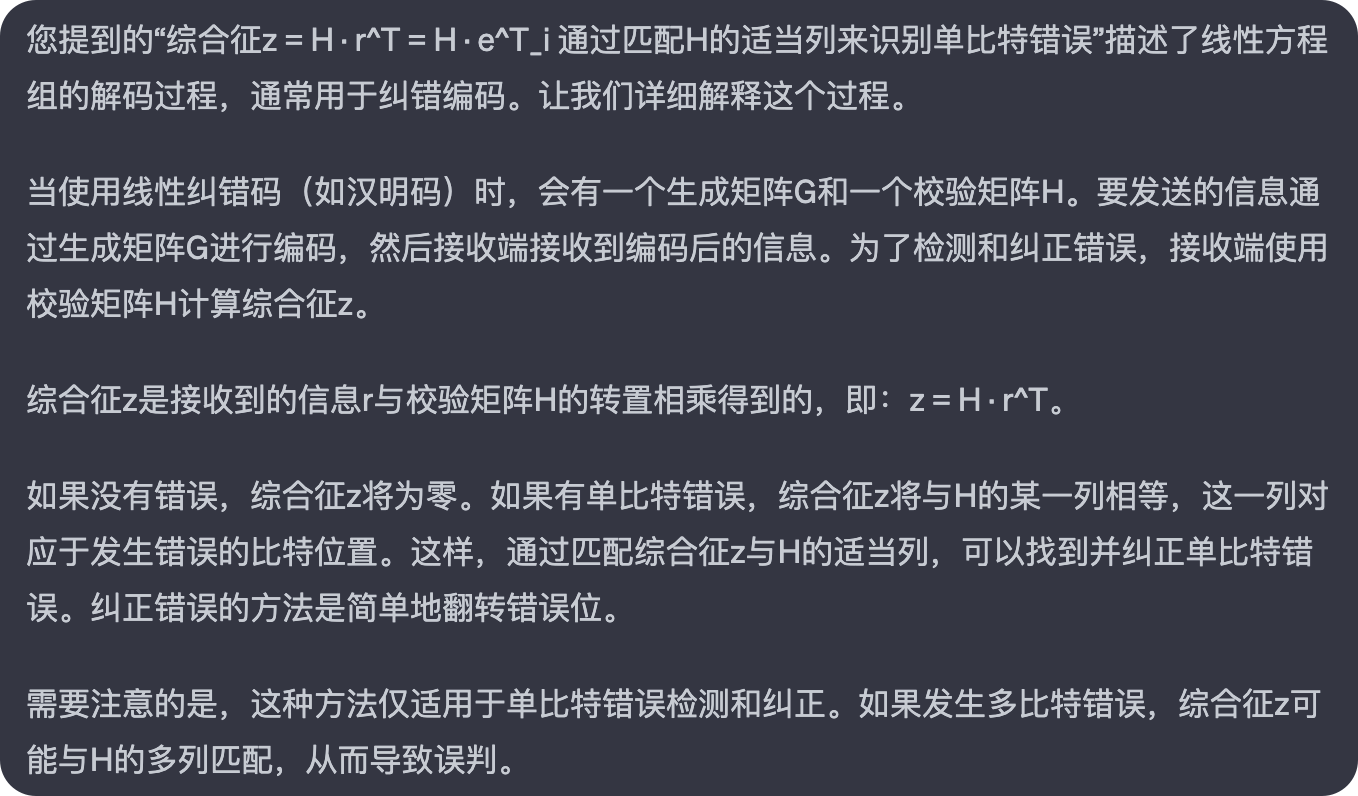 您提到的“综合征z = H · r^T = H · e^T_i 通过匹配H的适当列来识别单比特错误”描述了线性方程
组的解码过程，通常用于纠错编码。让我们详细解释这个过程。
当使用线性纠错码（如汉明码）时，会有一个生成矩阵G和一个校验矩阵H。要发送的信息通
过生成矩阵G进行编码，然后接收端接收到编码后的信息。为了检测和纠正错误，接收端使用
校验矩阵H计算综合征z。
综合征z是接收到的信息r与校验矩阵H的转置相乘得到的，即：z = H · r^T。
如果没有错误，综合征z将为零。如果有单比特错误，综合征z将与H的某一列相等，这一列对
应于发生错误的比特位置。这样，通过匹配综合征z与H的适当列，可以找到并纠正单比特错
误。纠正错误的方法是简单地翻转错误位。
需要注意的是，这种方法仅适用于单比特错误检测和纠正。如果发生多比特错误，综合征z可
能与H的多列匹配，从而导致误判。